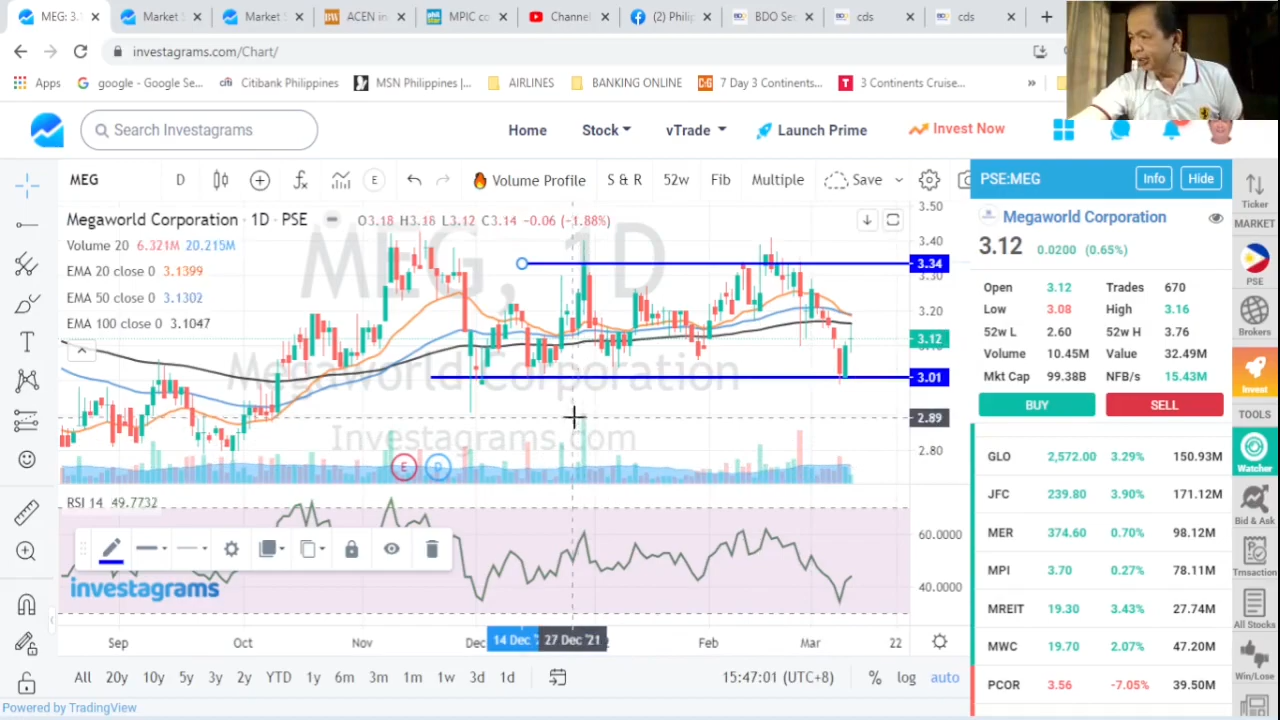 MEG: 3.
Market
Market
ACEN in
MPIC co
Channel
(2) Philip
BDO Se
cds
cds
investagrams.com/Chart/
Apps
google - Google Se...
Citibank Philippines
MSN Philippines |...
AIRLINES
BANKING ONLINE
7 Day 3 Continents...
3 Continents Cruise...
»
Search Investagrams
Home
Stock
vTrade
Launch Prime
Invest Now
MEG
D
E
Volume Profile
S & R
52w
Fib
Multiple
Save
Megaworld Corporation · 1D · PSE
O3.18 H3.18 L3.12 C3.14 -0.06 (-1.88%)
Volume 20 6.321M 20.215M
EMA 20 close 0 3.1399
EMA 50 close 0 3.1302
EMA 100 close 0 3.1047
MEG, 1D
Megaworld Corporation
Investagrams.com
E
D
3.50
3.40
3.34
3.30
3.20
3.12
3.01
2.89
2.80
RSI 14 49.7732
60.0000
40.0000
investagrams
Sep
Oct
Nov
Dec
14 Dec '
27 Dec '21
Feb
Mar
22
All
20y
10y
5y
3y
2y
YTD
1y
6m
3m
1m
1w
3d
1d
15:47:01 (UTC+8)
%
log
auto
Powered by TradingView
PSE:MEG
Info
Hide
Megaworld Corporation
3.12 0.0200 (0.65%)
Open 3.12 Trades 670
Low 3.08 High 3.16
52w L 2.60 52w H 3.76
Volume 10.45M Value 32.49M
Mkt Cap 99.38B NFB/s 15.43M
BUY
SELL
GLO 2,572.00 3.29% 150.93M
JFC 239.80 3.90% 171.12M
MER 374.60 0.70% 98.12M
MPI 3.70 0.27% 78.11M
MREIT 19.30 3.43% 27.74M
MWC 19.70 2.07% 47.20M
PCOR 3.56 -7.05% 39.50M
Ticker
MARKET
PSE
Brokers
Invest
TOOLS
Watcher
Bid & Ask
Trnsaction
All Stocks
Win/Lose